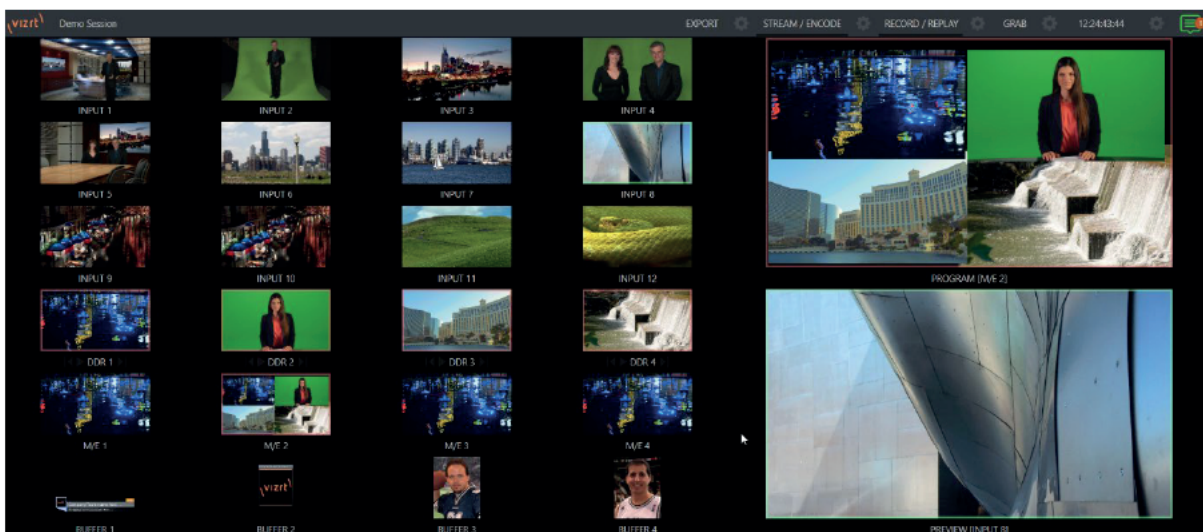 vizrt Demo Session EXPORT STREAM / ENCODE RECORD / REPLAY GRAB 12:24:43:44
INPUT 1 INPUT 2 INPUT 3 INPUT 4
INPUT 5 INPUT 6 INPUT 7 INPUT 8
INPUT 9 INPUT 10 INPUT 11 INPUT 12
PROGRAM [M/E 2]
DDR 1 DDR 2 DDR 3 DDR 4
M/E 1 M/E 2 M/E 3 M/E 4
vizrt
BUFFER 1 BUFFER 2 BUFFER 3 BUFFER 4
PREVIEW [INPUT 8]